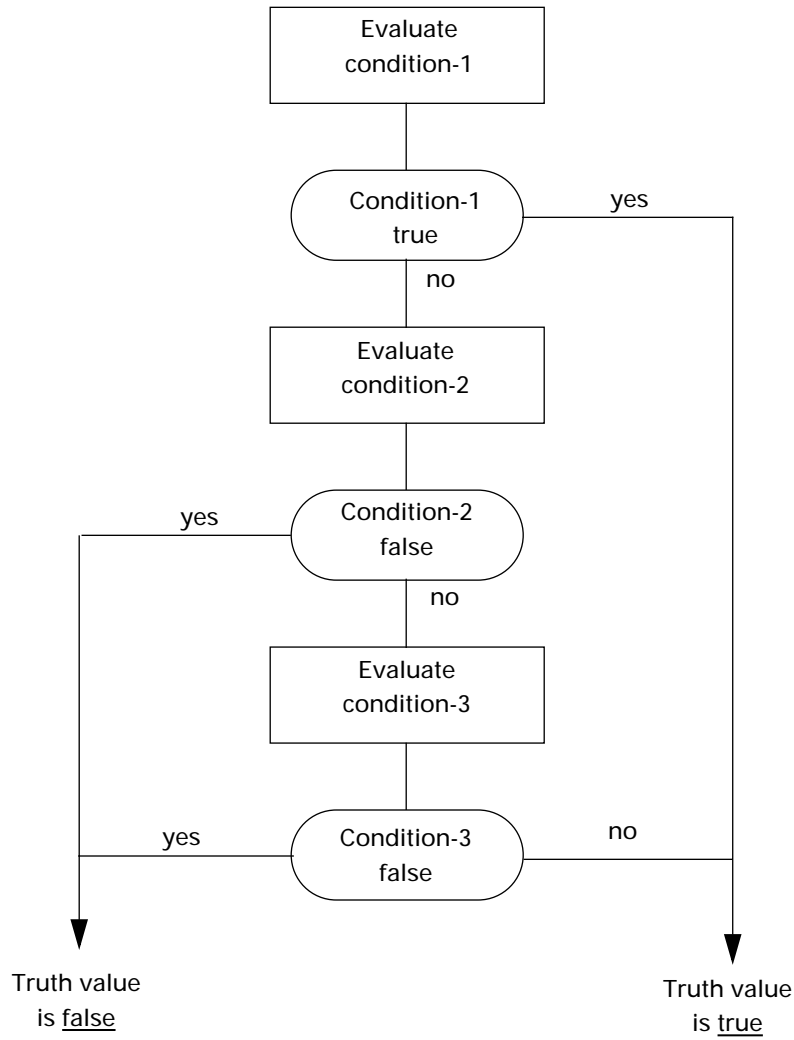 Evaluate
condition-1
Condition-1
true
yes
no
Evaluate
condition-2
yes
Condition-2
false
no
Evaluate
condition-3
yes
Condition-3
false
no
Truth value
is false
Truth value
is true